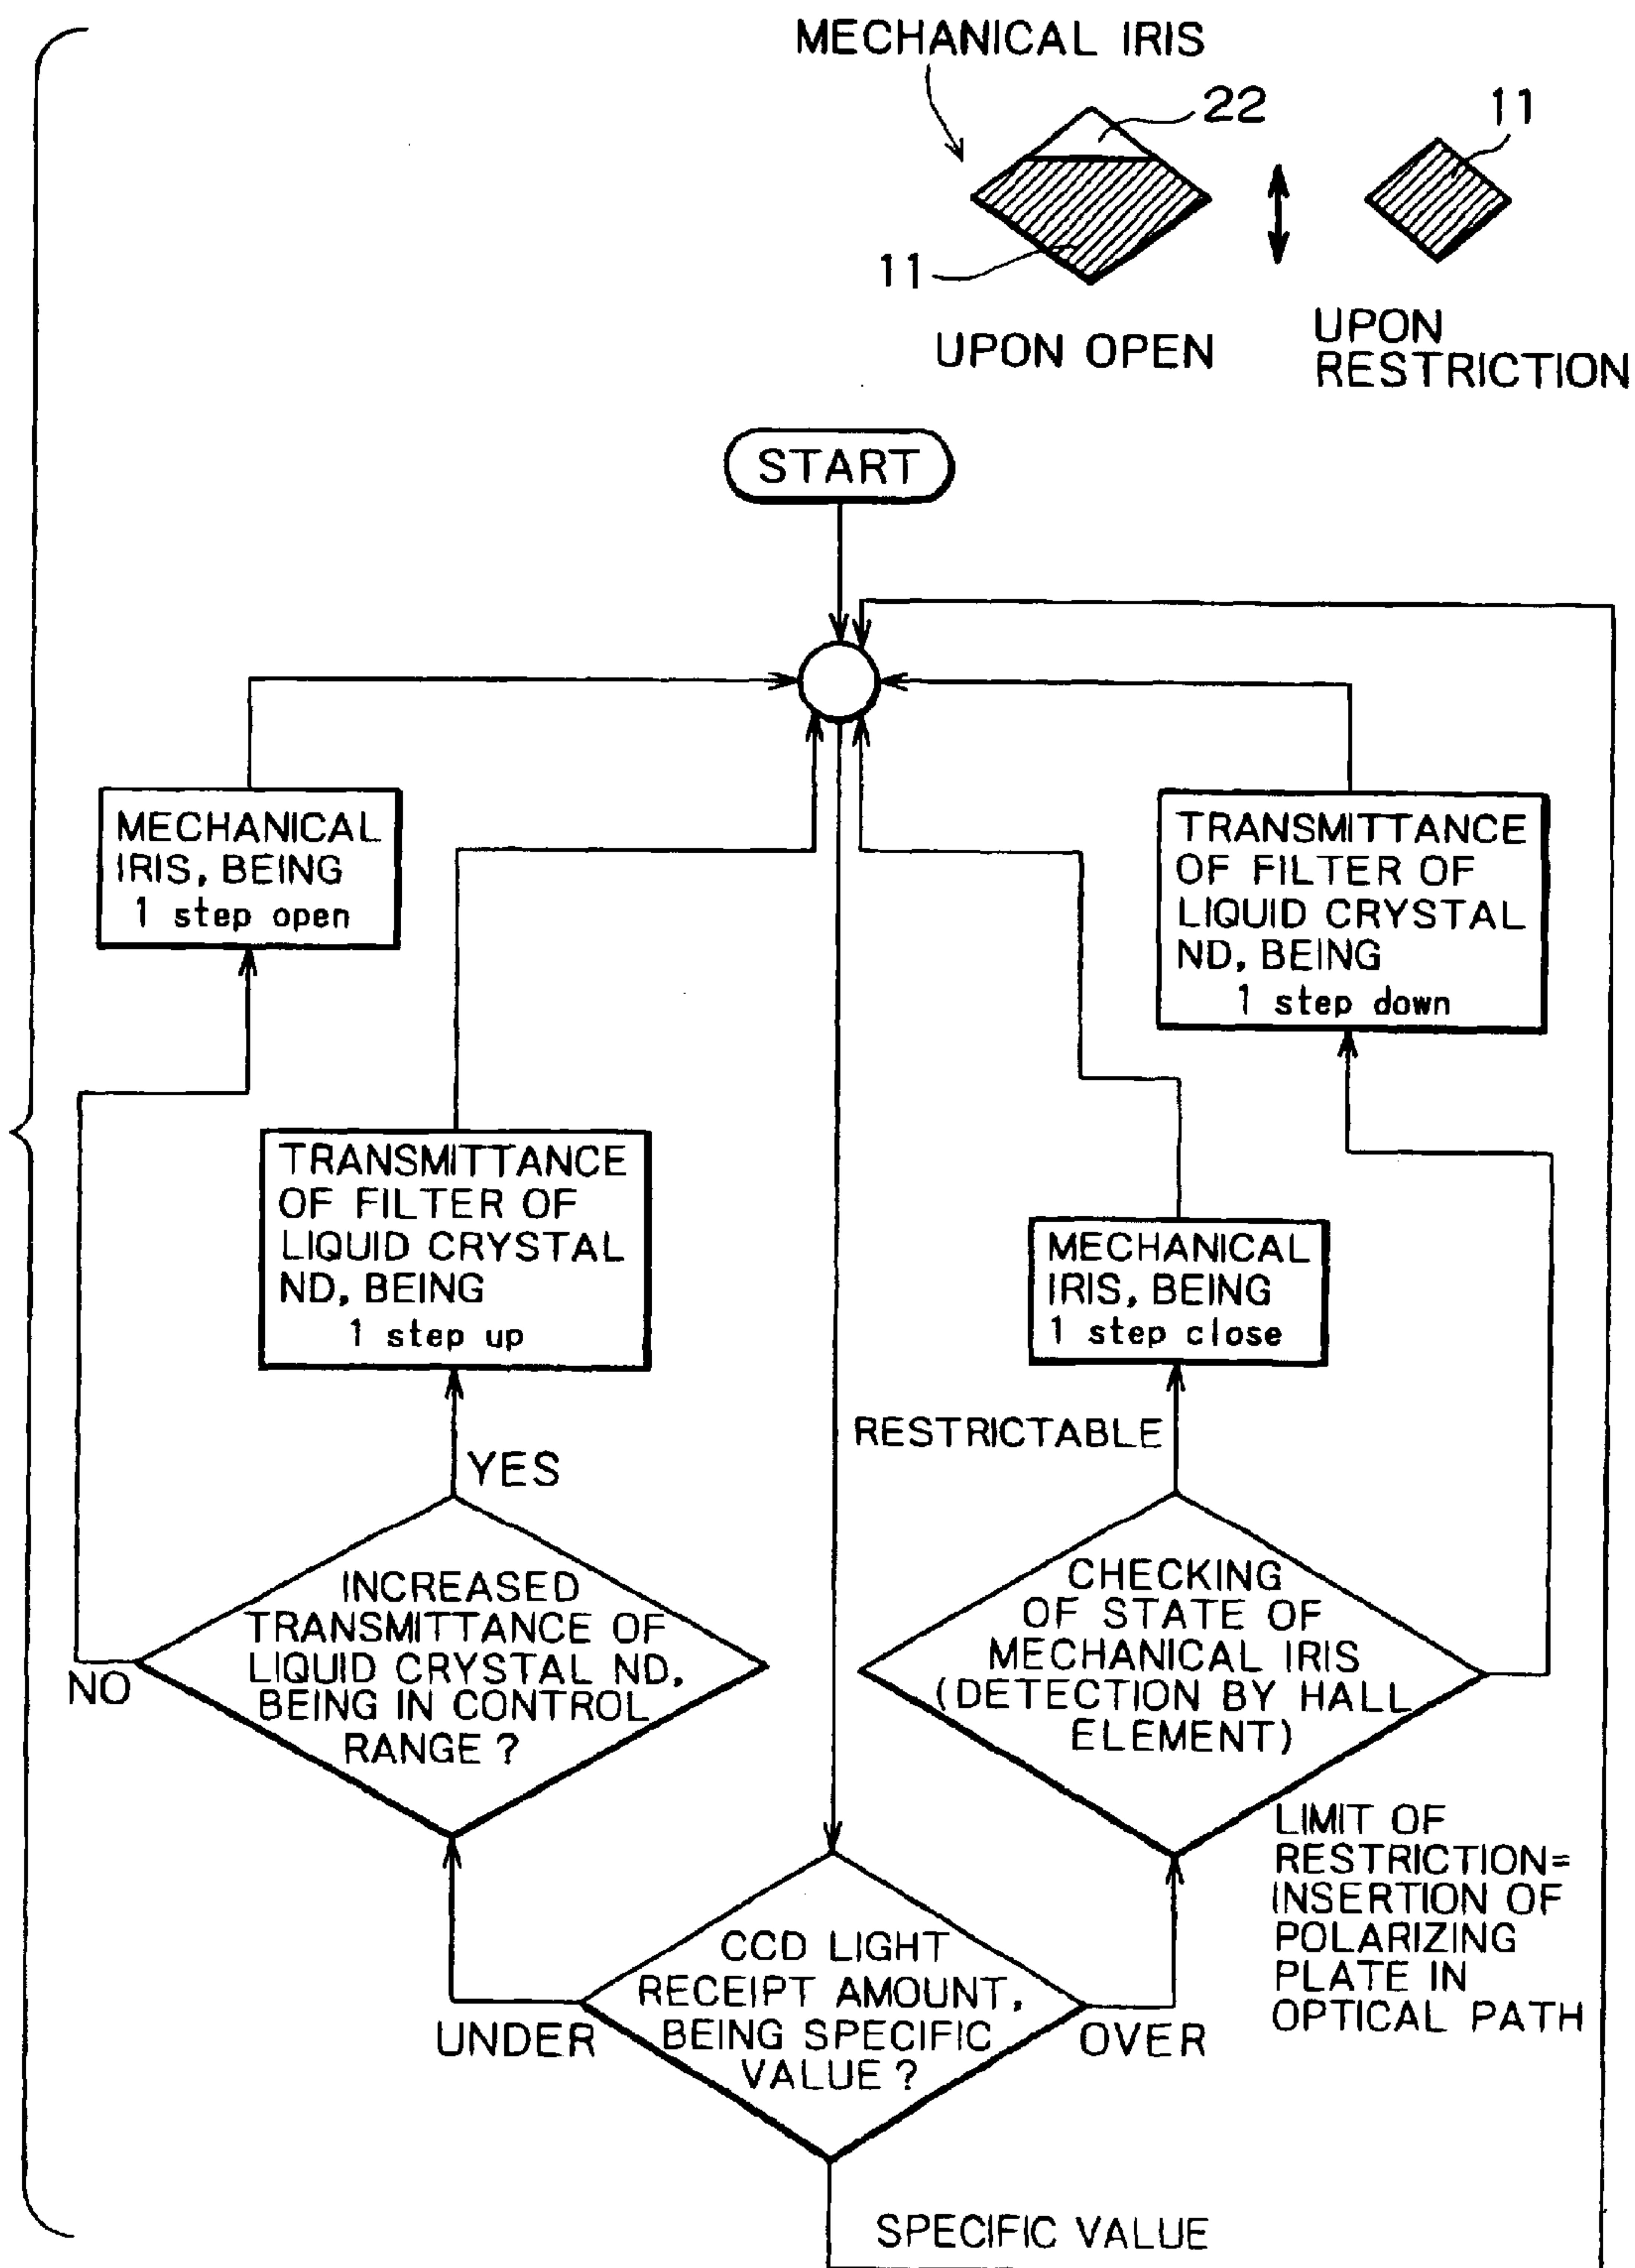 MECHANICAL IRIS
22
11
11
UPON OPEN
UPON
RESTRICTION
START
MECHANICAL
IRIS, BEING
1 step open
TRANSMITTANCE
OF FILTER OF
LIQUID CRYSTAL
ND, BEING
1 step down
TRANSMITTANCE
OF FILTER OF
LIQUID CRYSTAL
ND, BEING
1 step up
MECHANICAL
IRIS, BEING
1 step close
RESTRICTABLE
YES
INCREASED
TRANSMITTANCE OF
LIQUID CRYSTAL ND,
BEING IN CONTROL
RANGE ?
NO
CHECKING
OF STATE OF
MECHANICAL IRIS
(DETECTION BY HALL
ELEMENT)
LIMIT OF
RESTRICTION=
INSERTION OF
POLARIZING
PLATE IN
OPTICAL PATH
CCD LIGHT
RECEIPT AMOUNT,
BEING SPECIFIC
VALUE ?
UNDER
OVER
SPECIFIC VALUE